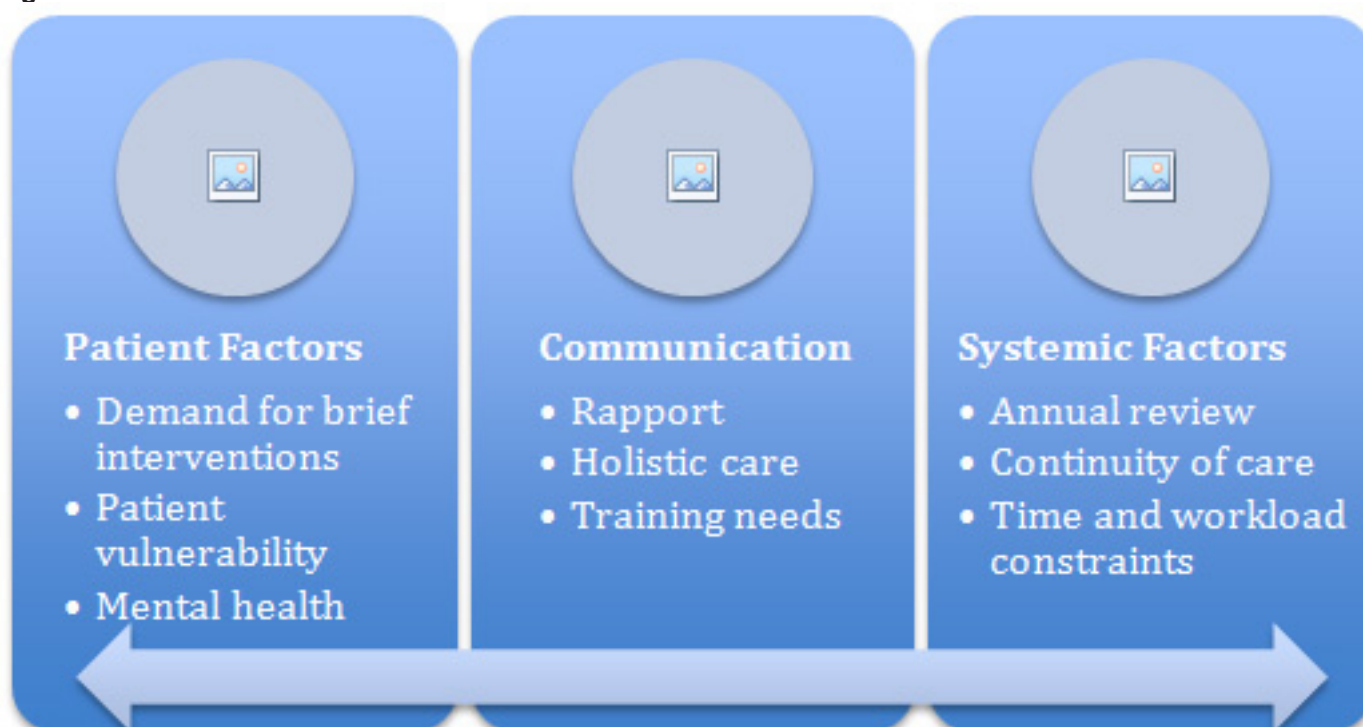 Patient Factors
• Demand for brief
interventions
• Patient
vulnerability
• Mental health
Communication
• Rapport
• Holistic care
• Training needs
Systemic Factors
• Annual review
• Continuity of care
• Time and workload
constraints